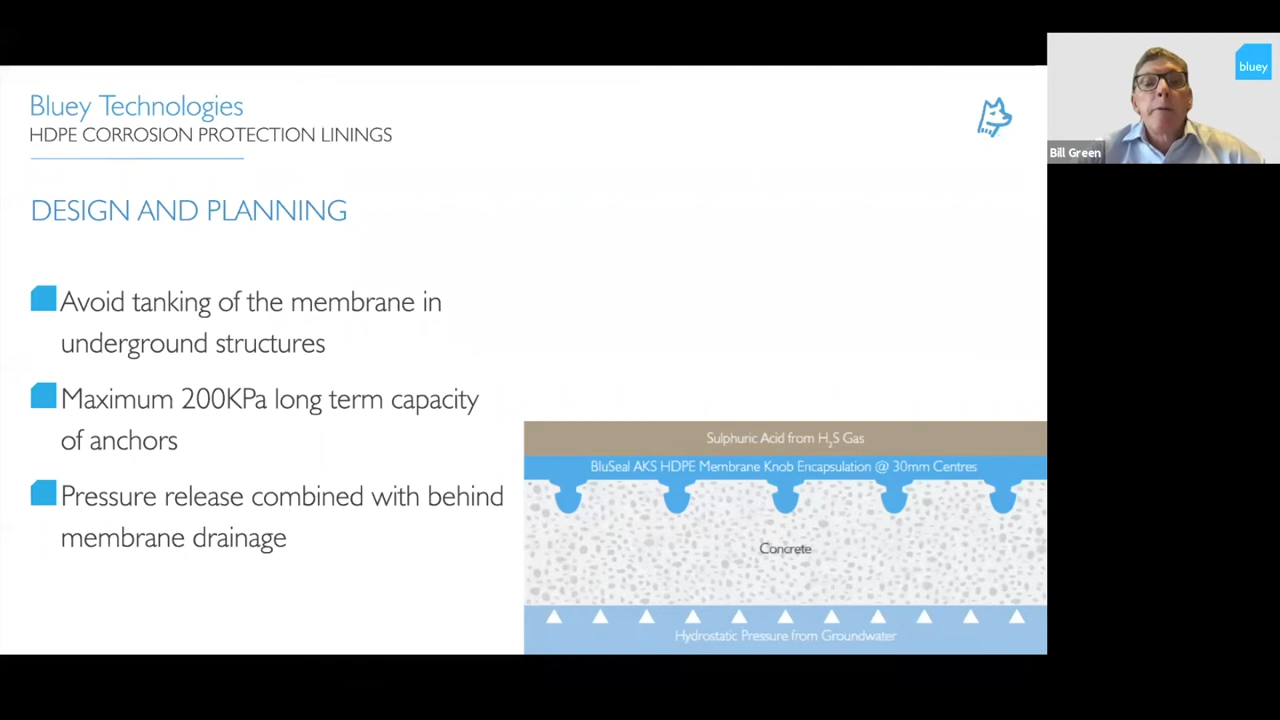 Bluey Technologies
HDPE CORROSION PROTECTION LININGS
DESIGN AND PLANNING
Avoid tanking of the membrane in
underground structures
Maximum 200KPa long term capacity
of anchors
Pressure release combined with behind
membrane drainage
Sulphuric Acid from H₂S Gas
BluSeal AKS HDPE Membrane Knob Encapsulation @ 30mm Centres
Concrete
Hydrostatic Pressure from Groundwater
bluey
Bill Green